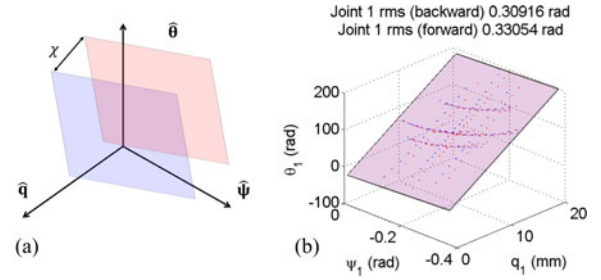 χ
θ̂
q̂
ψ̂
(a)
Joint 1 rms (backward) 0.30916 rad
Joint 1 rms (forward) 0.33054 rad
θ₁ (rad)
200
100
0
-100
0
-0.2
-0.4
ψ₁ (rad)
0
10
20
q₁ (mm)
(b)